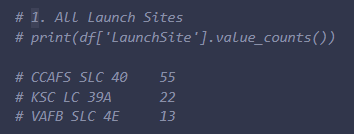 # 1. All Launch Sites
# print(df['LaunchSite'].value_counts())
# CCAFS SLC 40    55
# KSC LC 39A      22
# VAFB SLC 4E     13